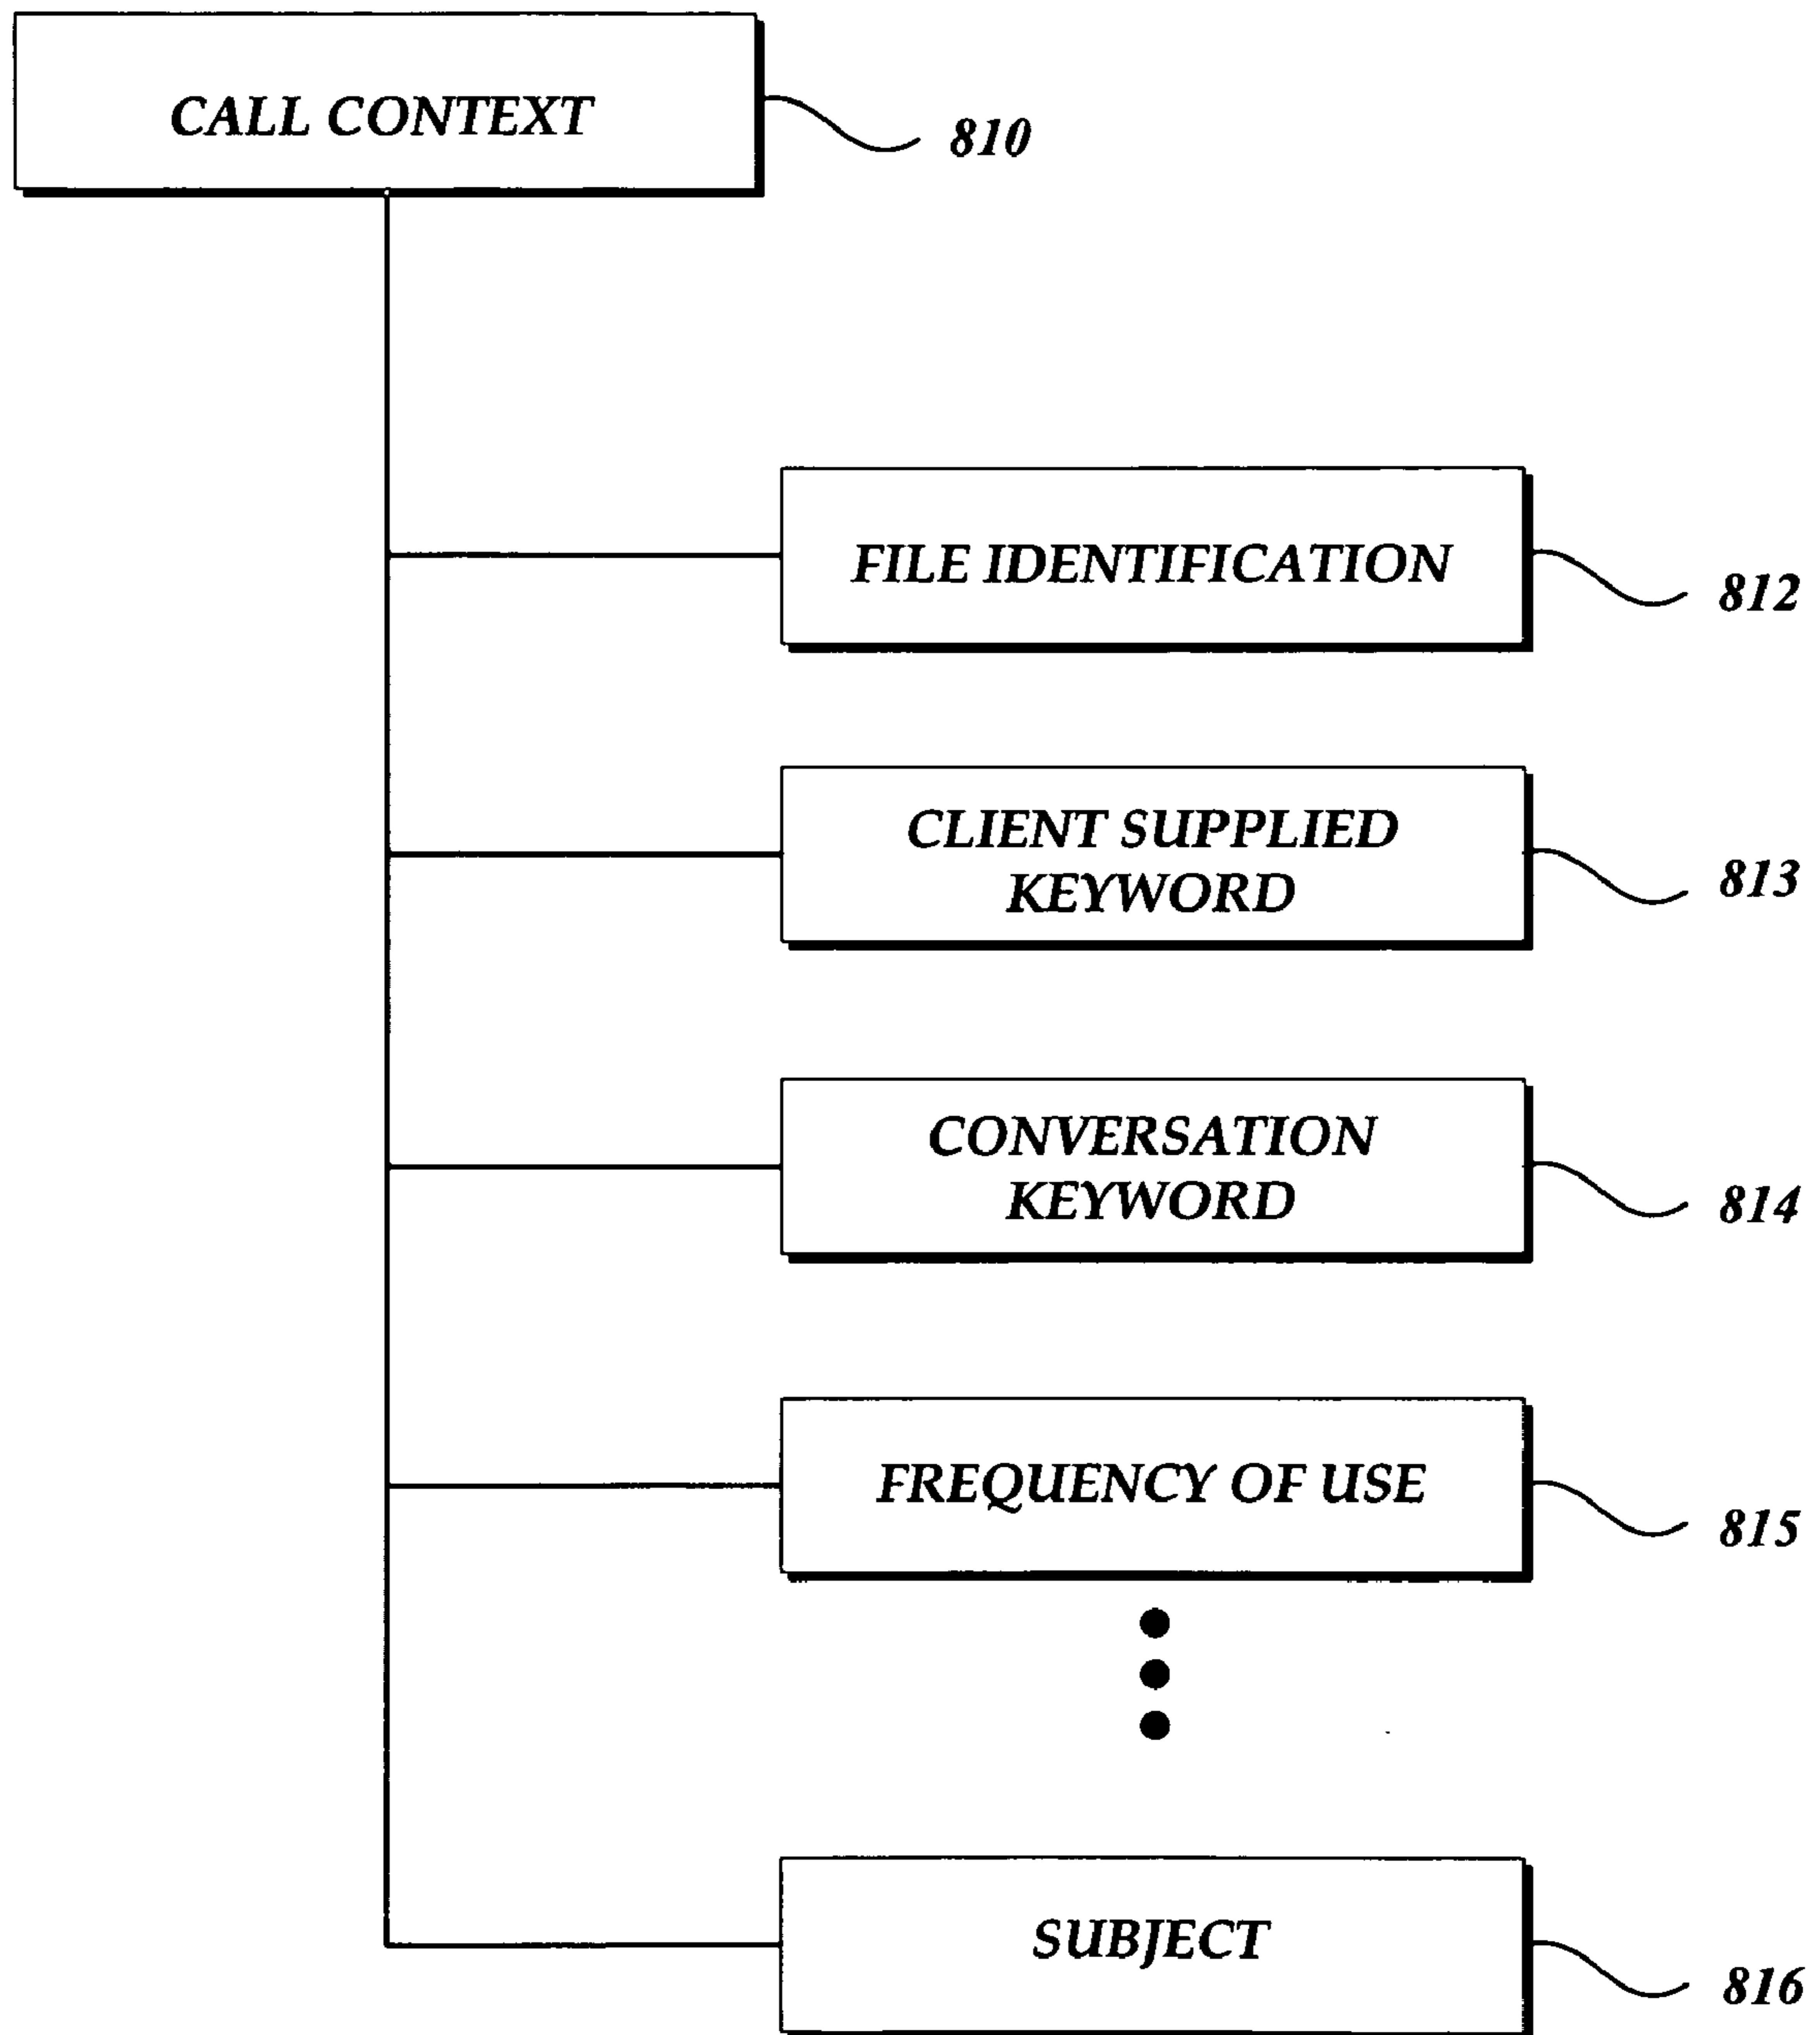 CALL CONTEXT
810
FILE IDENTIFICATION
812
CLIENT SUPPLIED
KEYWORD
813
CONVERSATION
KEYWORD
814
FREQUENCY OF USE
815
SUBJECT
816